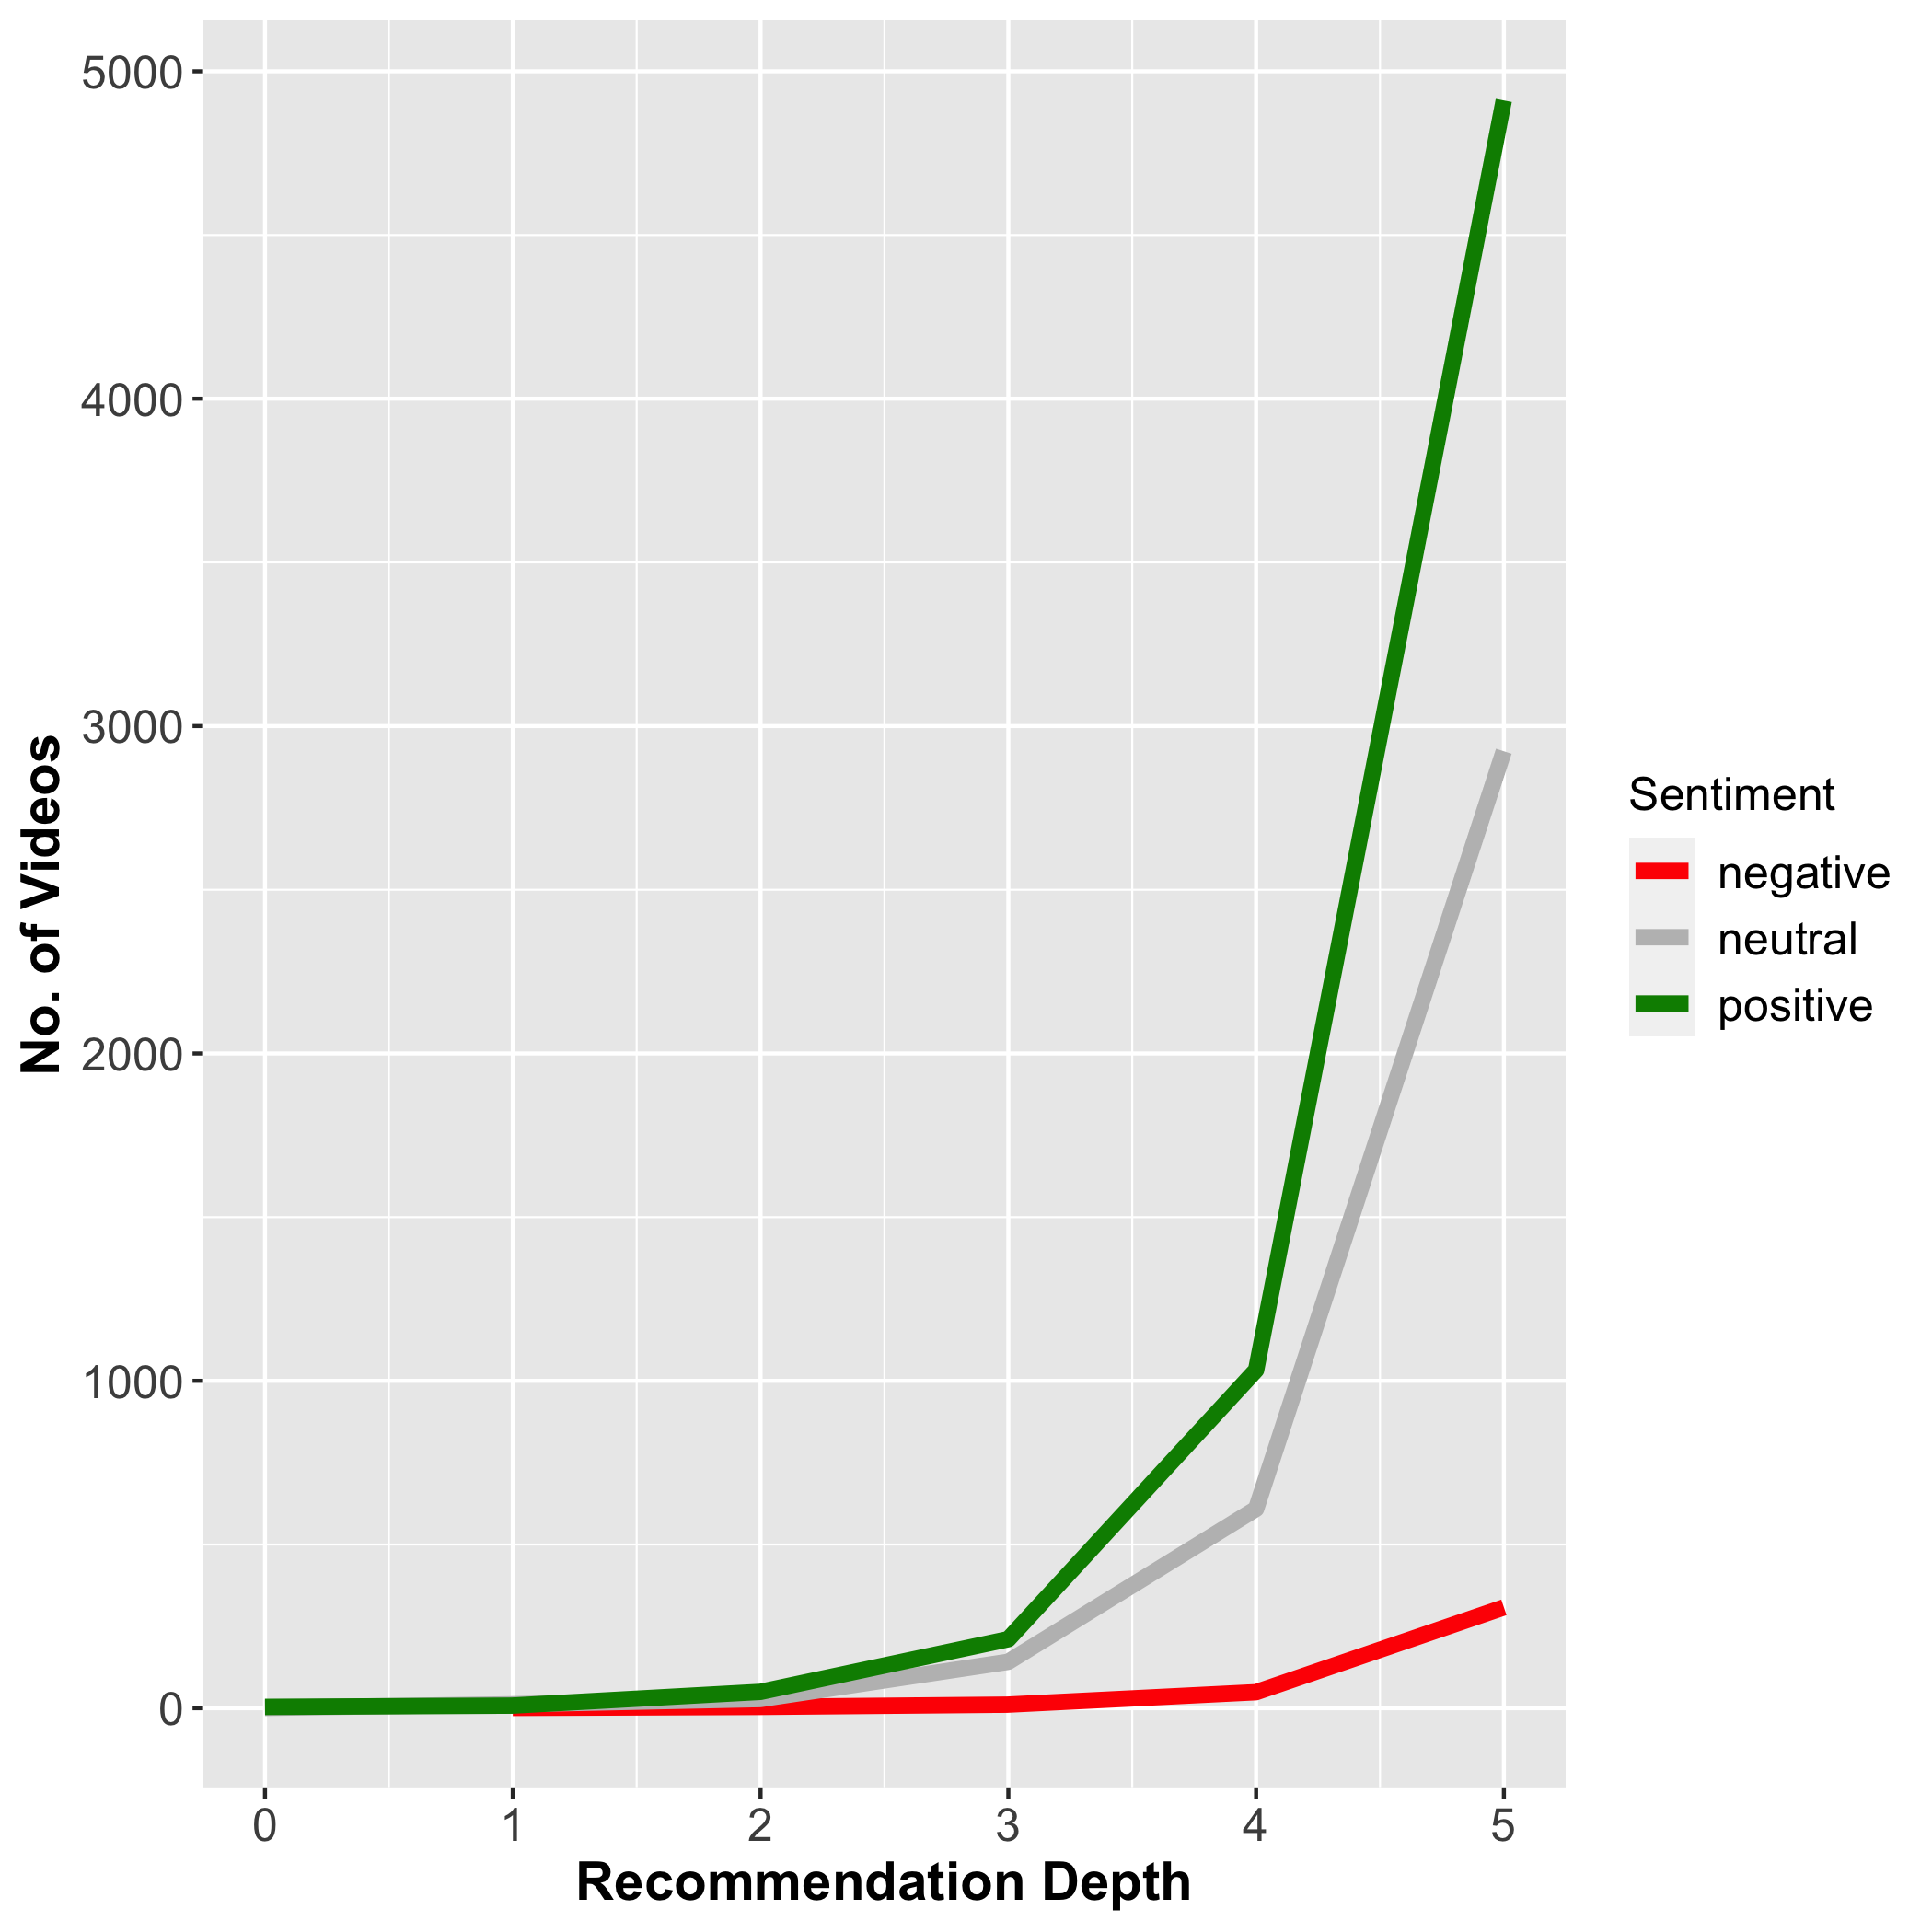 5000
4000
3000
2000
1000
0
No. of Videos
0 1 2 3 4 5
Recommendation Depth
Sentiment
negative
neutral
positive